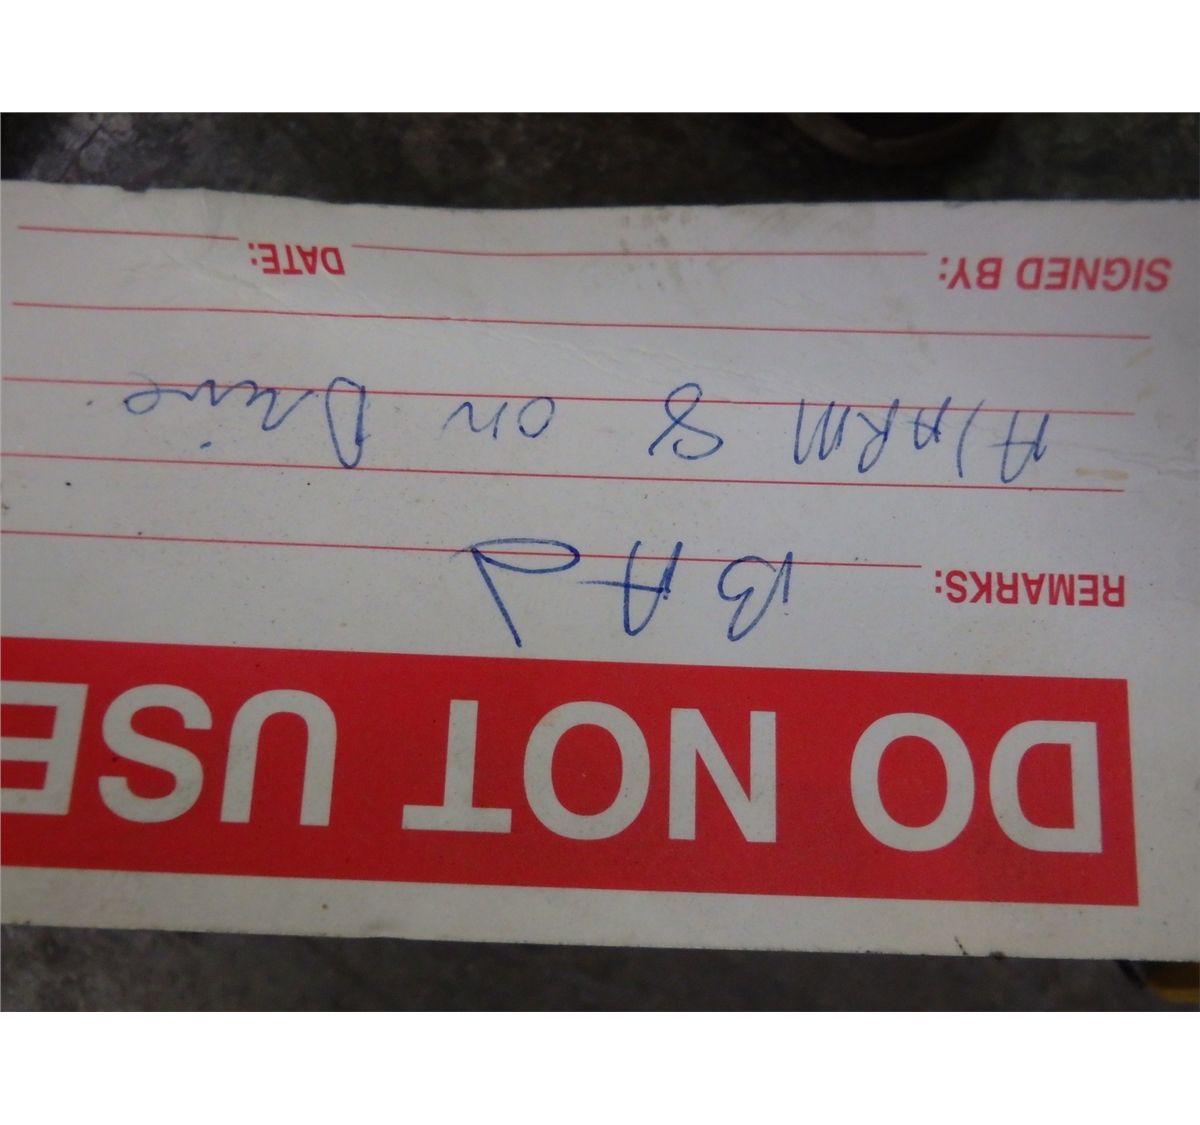 DO NOT USE
REMARKS: BAd
AlARM 8 on Drive
SIGNED BY: DATE: